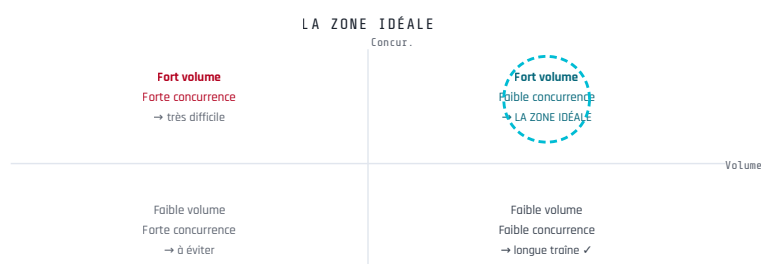 LA ZONE IDÉALE
Concur.
Fort volume
Forte concurrence
→ très difficile
Fort volume
Faible concurrence
→ LA ZONE IDÉALE
Volume
Faible volume
Forte concurrence
→ à éviter
Faible volume
Faible concurrence
→ longue traîne ✓